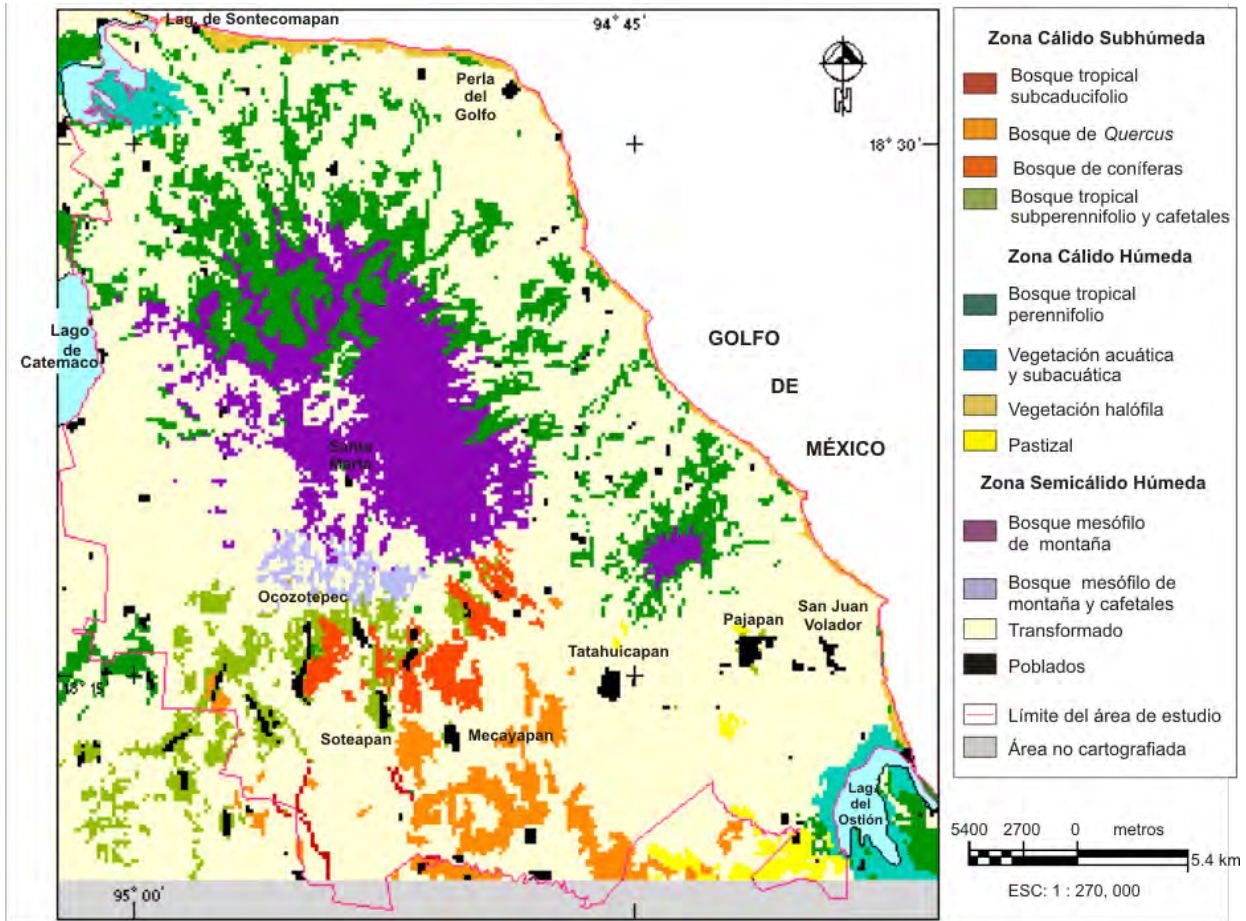 Lag. de Sontecomapan
94° 45'
Perla
del
Golfo
18° 30'
Lago
de
Catemaco
GOLFO
DE
MÉXICO
Santa
Marta
Ocozotepec
Pajapan
San Juan
Volador
Tatahuicapan
18° 15'
Soteapan
Mecayapan
Lag.
del
Ostión
95° 00'
Zona Cálido Subhúmeda
Bosque tropical
subcaducifolio
Bosque de Quercus
Bosque de coníferas
Bosque tropical
subperennifolio y cafetales
Zona Cálido Húmeda
Bosque tropical
perennifolio
Vegetación acuática
y subacuática
Vegetación halófila
Pastizal
Zona Semicálido Húmeda
Bosque mesófilo
de montaña
Bosque mesófilo de
montaña y cafetales
Transformado
Poblados
Límite del área de estudio
Área no cartografiada
5400 2700 0 metros
5.4 km
ESC: 1 : 270, 000